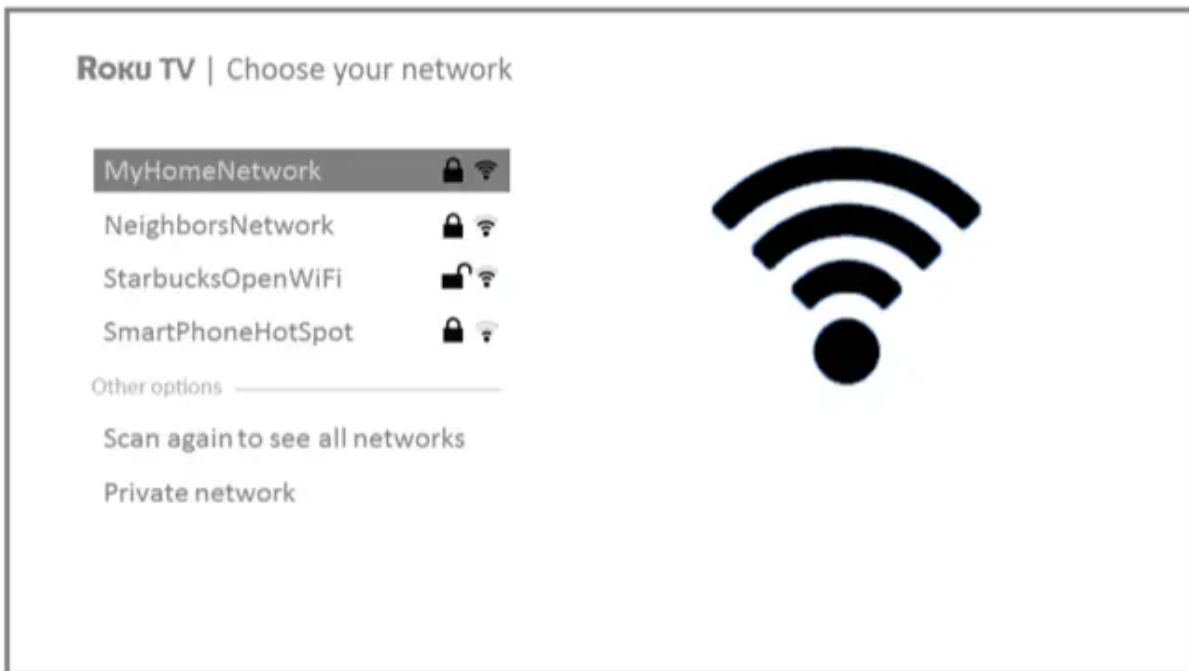 Roku TV | Choose your network
MyHomeNetwork
NeighborsNetwork
StarbucksOpenWiFi
SmartPhoneHotSpot
Other options
Scan again to see all networks
Private network